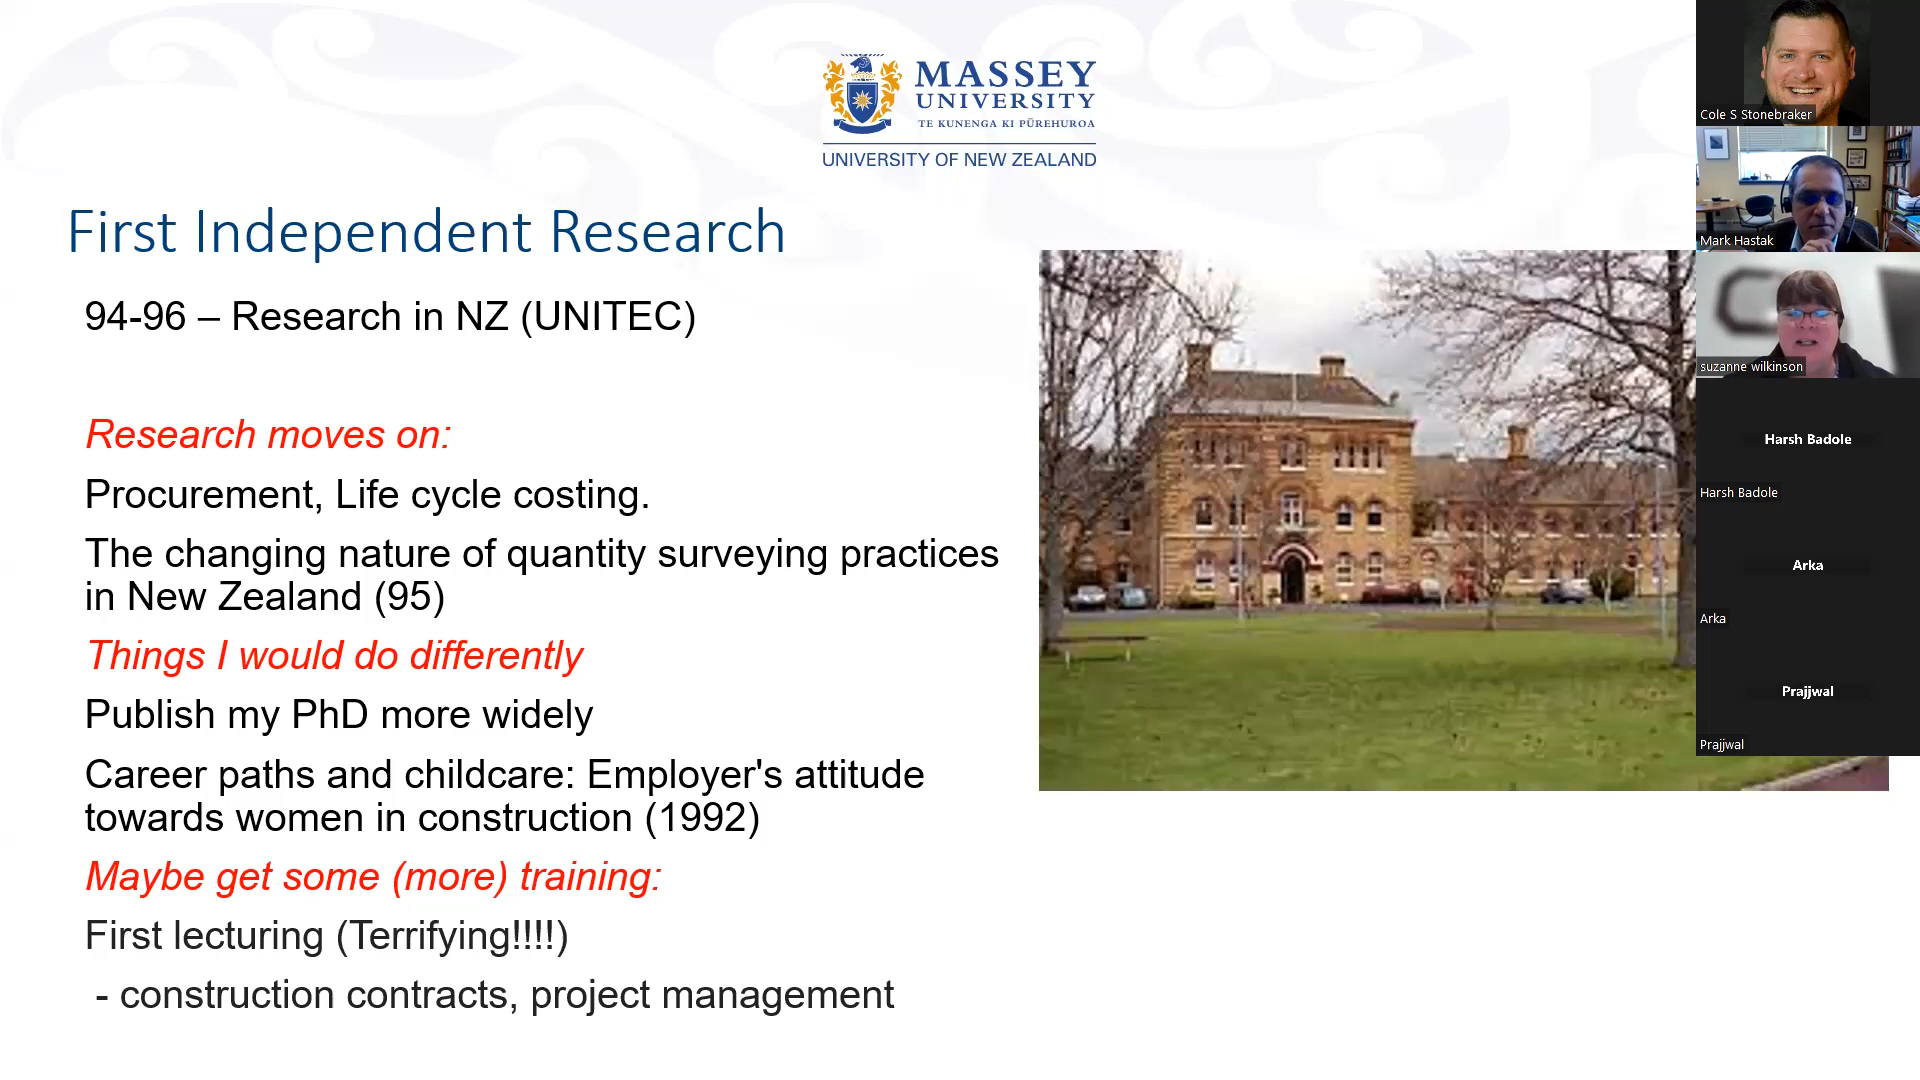 MASSEY
UNIVERSITY
TE KUNENGA KI PŪREHUROA
UNIVERSITY OF NEW ZEALAND
First Independent Research
94-96 – Research in NZ (UNITEC)
Research moves on:
Procurement, Life cycle costing.
The changing nature of quantity surveying practices
in New Zealand (95)
Things I would do differently
Publish my PhD more widely
Career paths and childcare: Employer's attitude
towards women in construction (1992)
Maybe get some (more) training:
First lecturing (Terrifying!!!!)
- construction contracts, project management
Cole S Stonebraker
Mark Hastak
suzanne wilkinson
Harsh Badole
Harsh Badole
Arka
Arka
Prajjwal
Prajjwal